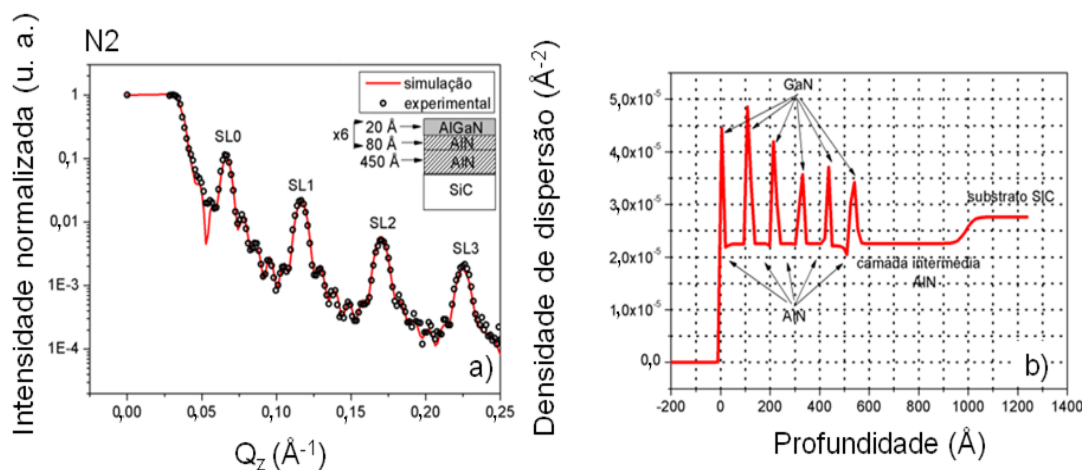 N2
Intensidade normalizada (u. a.)
1
0,1
0,01
1E-3
1E-4
SL0
SL1
SL2
SL3
simulação
experimental
x6
20 Å
80 Å
450 Å
AlGaN
AlN
AlN
SiC
a)
0,00 0,05 0,10 0,15 0,20 0,25
Q_Z (Å⁻¹)
Densidade de dispersão (Å⁻²)
5,0x10⁻⁵
4,0x10⁻⁵
3,0x10⁻⁵
2,0x10⁻⁵
1,0x10⁻⁵
0,0
GaN
substrato SiC
camada intermédia
AlN
AlN
b)
-200 0 200 400 600 800 1000 1200 1400
Profundidade (Å)